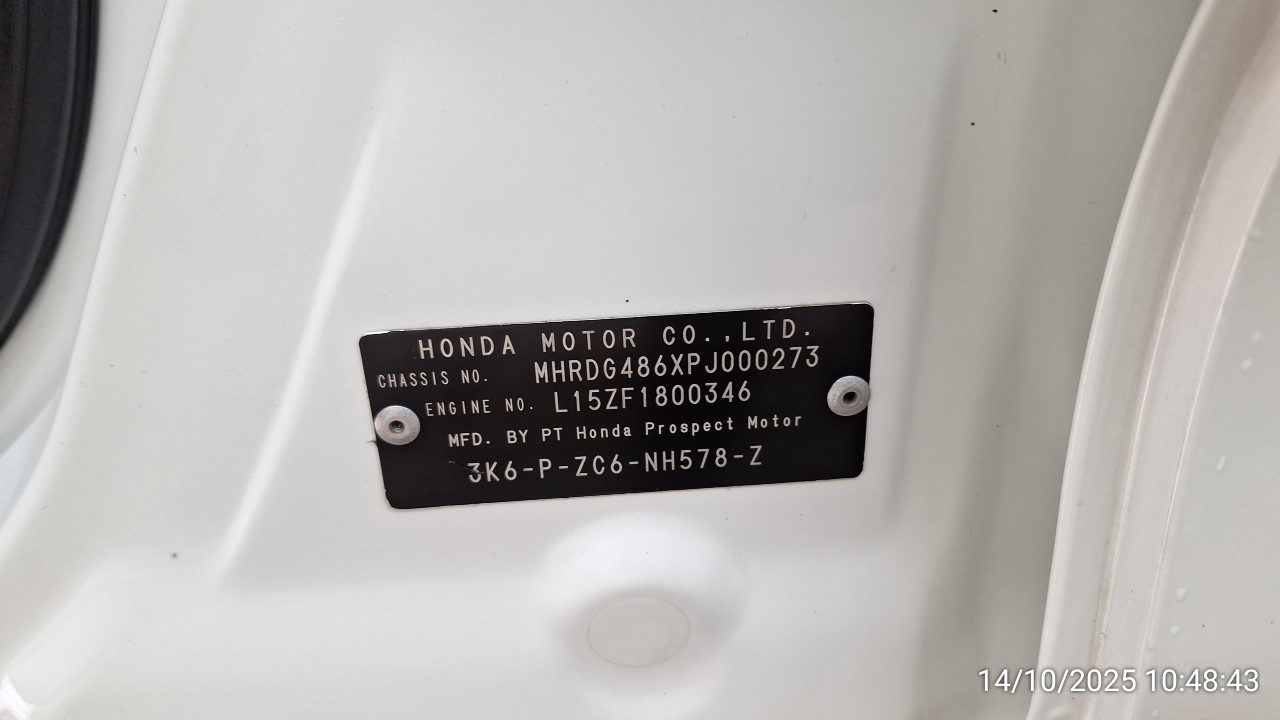 HONDA MOTOR CO.,LTD.
CHASSIS NO. MHRDG486XPJ000273
ENGINE NO. L15ZF1800346
MFD. BY PT Honda Prospect Motor
3K6-P-ZC6-NH578-Z
14/10/2025 10:48:43